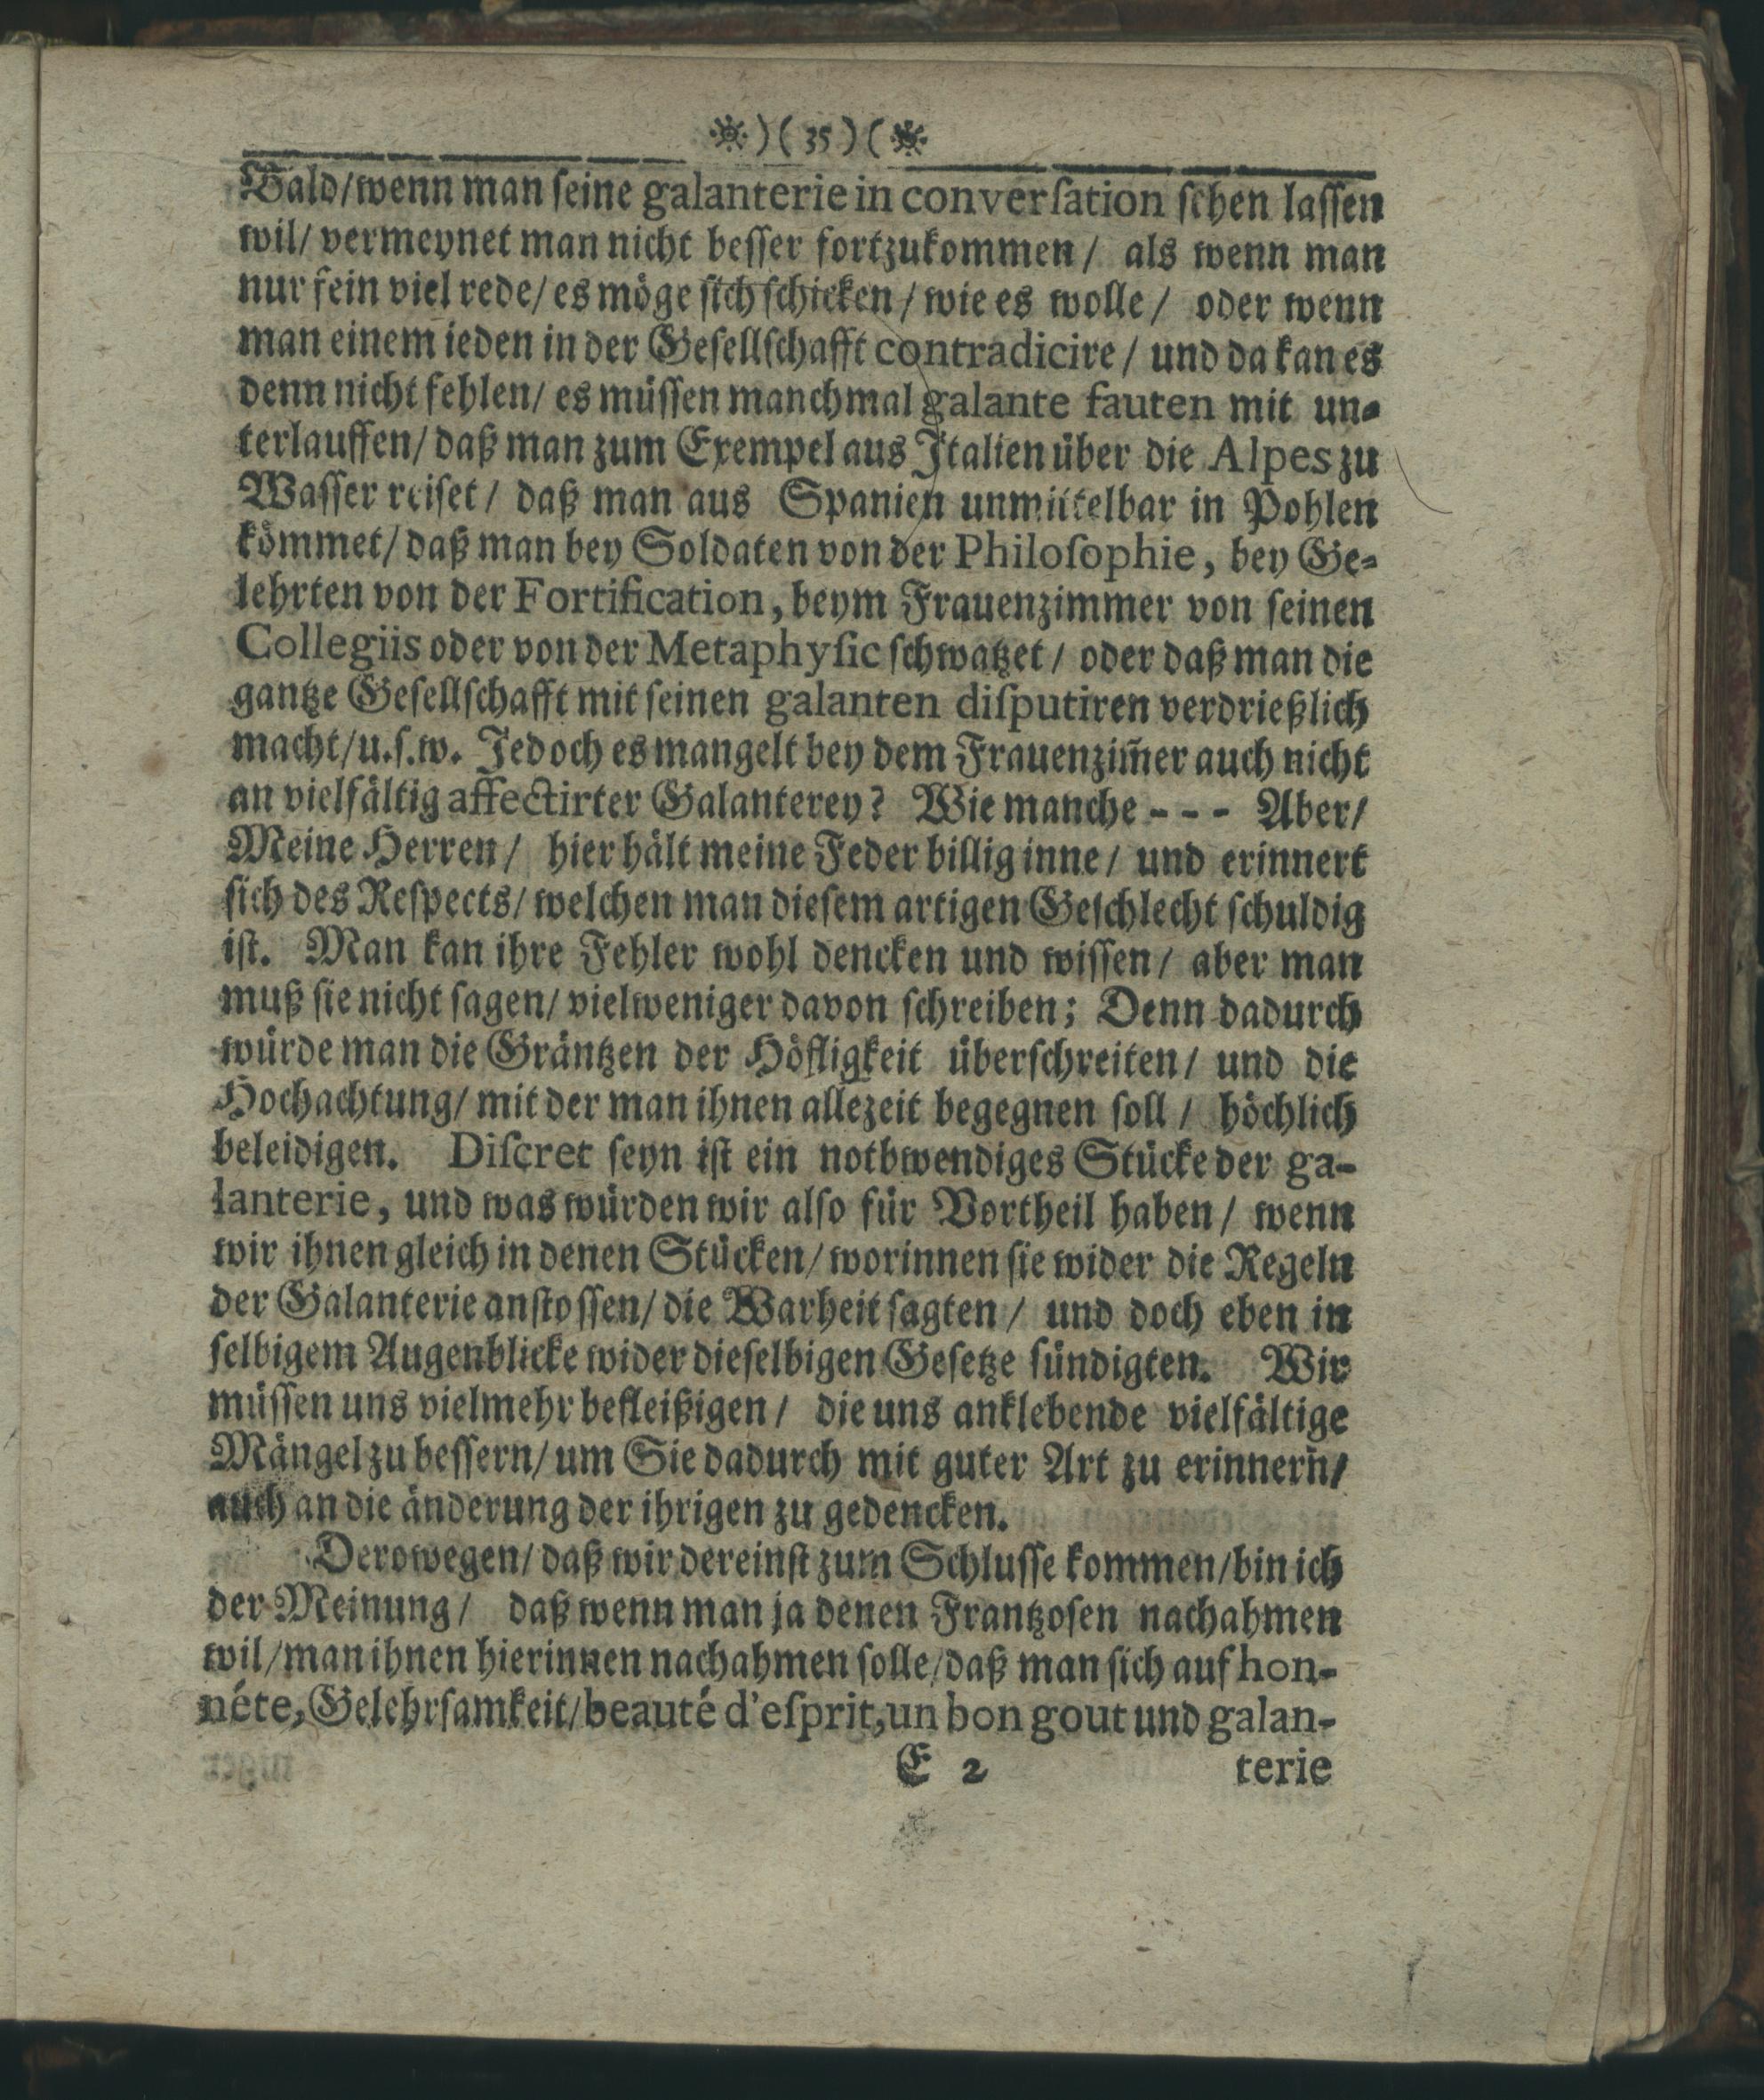 )( 35 )(
Bald/wenn man ſeine galanterie in converſation ſehen laſſen
wil/ vermeynet man nicht beſſer fortzukommen / als wenn man
nur fein viel rede/ es möge ſich ſchicken / wie es wolle / oder wenn
man einem ieden in der Geſellſchafft contradicire / und da kan es
denn nicht fehlen/ es müſſen manchmal galante fauten mit un-
terlauffen/ daß man zum Exempel aus Italien über die Alpes zu
Waſſer reiſet / daß man aus Spanien unmittelbar in Pohlen
kömmet/ daß man bey Soldaten von der Philoſophie, bey Ge-
lehrten von der Fortification, beym Frauenzimmer von ſeinen
Collegiis oder von der Metaphyſic ſchwatzet / oder daß man die
gantze Geſellſchafft mit ſeinen galanten diſputiren verdrießlich
macht/u.ſ.w. Jedoch es mangelt bey dem Frauenzim̃er auch nicht
an vielfältig affectirter Galanterey? Wie manche - - - Aber/
Meine Herren / hier hält meine Feder billig inne / und erinnert
ſich des Reſpects/ welchen man dieſem artigen Geſchlecht ſchuldig
iſt. Man kan ihre Fehler wohl dencken und wiſſen / aber man
muß ſie nicht ſagen/ vielweniger davon ſchreiben; Denn dadurch
würde man die Gräntzen der Höfligkeit überſchreiten / und die
Hochachtung/ mit der man ihnen allezeit begegnen ſoll / höchlich
beleidigen. Diſcret ſeyn iſt ein nothwendiges Stücke der ga-
lanterie, und was würden wir alſo für Vortheil haben / wenn
wir ihnen gleich in denen Stücken/ worinnen ſie wider die Regeln
der Galanterie anſtoſſen/ die Warheit ſagten / und doch eben in
ſelbigem Augenblicke wider dieſelbigen Geſetze ſündigten. Wir
müſſen uns vielmehr befleißigen / die uns anklebende vielfältige
Mängel zu beſſern/ um Sie dadurch mit guter Art zu erinnern/
auch an die änderung der ihrigen zu gedencken.
Derowegen/ daß wir dereinſt zum Schluſſe kommen/bin ich
der Meinung / daß wenn man ja denen Frantzoſen nachahmen
wil/man ihnen hierinnen nachahmen ſolle/daß man ſich auf hon-
néte, Gelehrſamkeit/beauté d'eſprit, un bon gout und galan-
E 2 terie